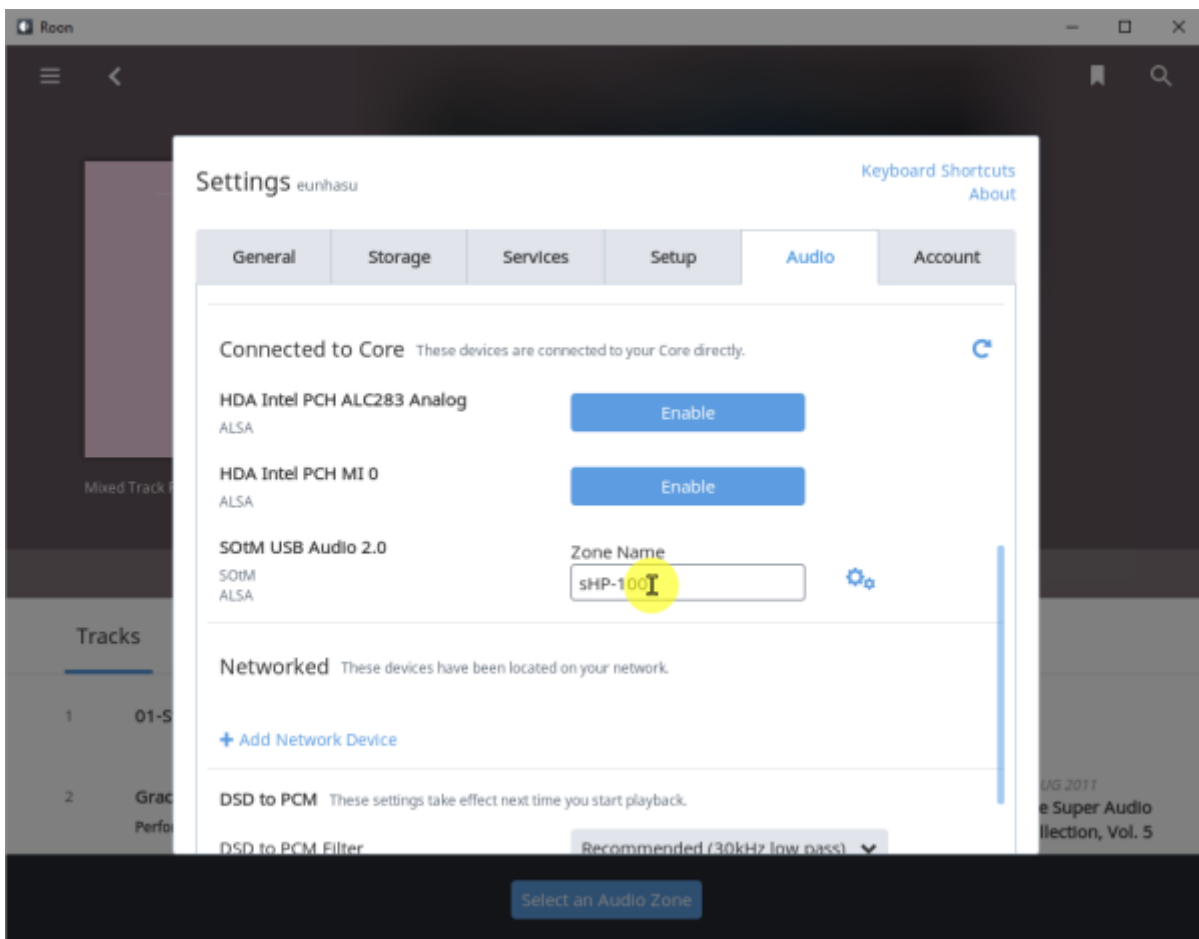 Roon
Settings eunhasu
Keyboard Shortcuts
About
General Storage Services Setup Audio Account
Connected to Core These devices are connected to your Core directly.
HDA Intel PCH ALC283 Analog
ALSA
Enable
HDA Intel PCH MI 0
ALSA
Enable
SOtM USB Audio 2.0
SOtM
ALSA
Zone Name
sHP-100
Networked These devices have been located on your network.
+ Add Network Device
DSD to PCM These settings take effect next time you start playback.
DSD to PCM Filter
Recommended (30kHz low pass)
Mixed Track
Tracks
1 01-S
2 Grac
Perfo
UG 2011
e Super Audio
llection, Vol. 5
Select an Audio Zone